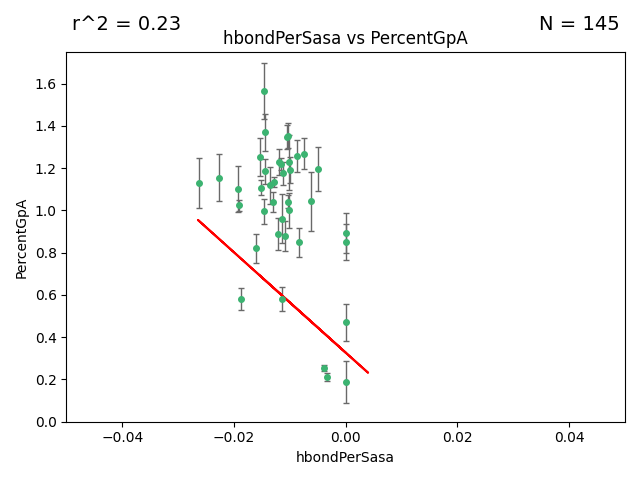 r^2 = 0.23
N = 145
hbondPerSasa vs PercentGpA
PercentGpA
1.6
1.4
1.2
1.0
0.8
0.6
0.4
0.2
0.0
−0.04 −0.02 0.00 0.02 0.04
hbondPerSasa